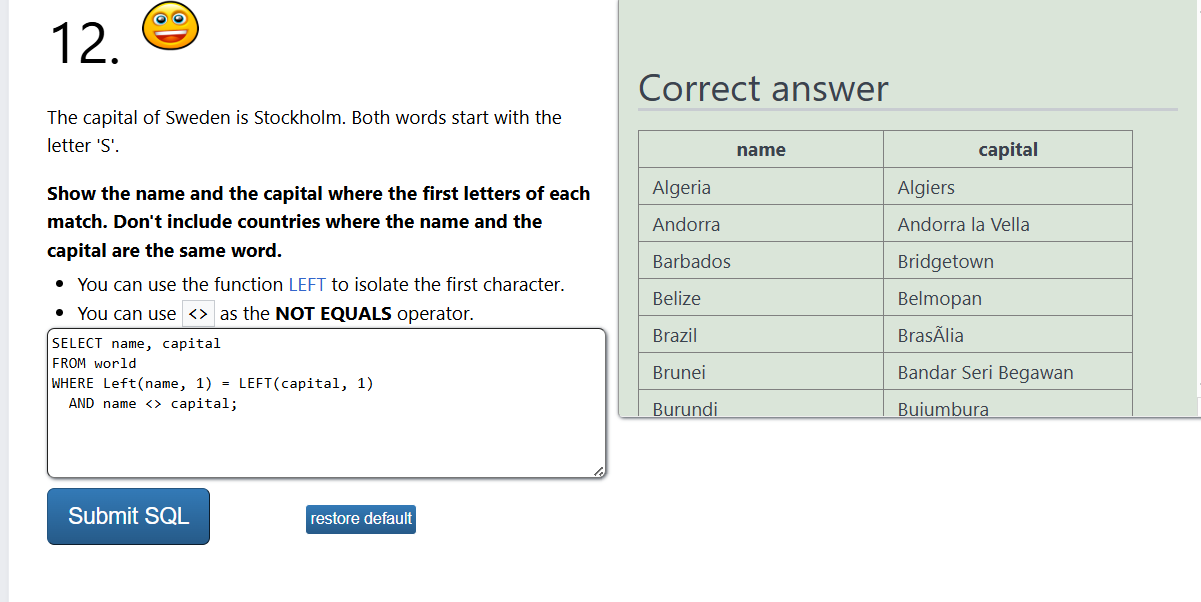 12.
The capital of Sweden is Stockholm. Both words start with the
letter 'S'.
Show the name and the capital where the first letters of each
match. Don't include countries where the name and the
capital are the same word.
• You can use the function LEFT to isolate the first character.
• You can use <> as the NOT EQUALS operator.
SELECT name, capital
FROM world
WHERE Left(name, 1) = LEFT(capital, 1)
AND name <> capital;
Submit SQL
restore default
Correct answer
name capital
Algeria Algiers
Andorra Andorra la Vella
Barbados Bridgetown
Belize Belmopan
Brazil BrasÃlia
Brunei Bandar Seri Begawan
Burundi Bujumbura